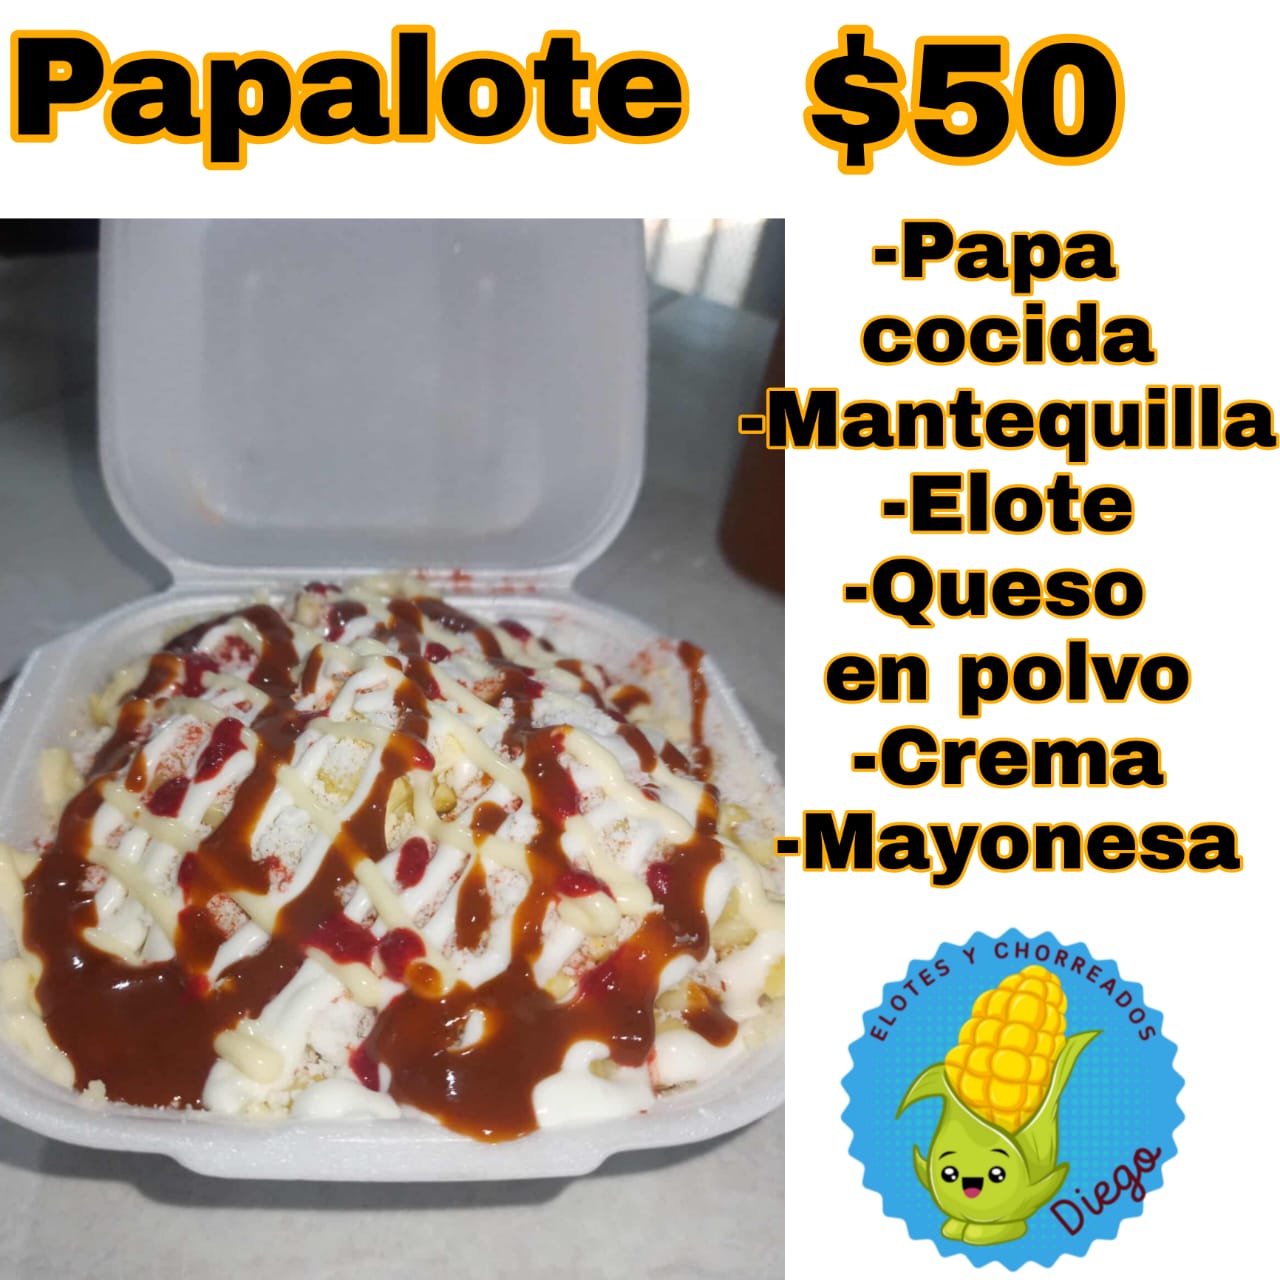 Papalote $50
-Papa
cocida
-Mantequilla
-Elote
-Queso
en polvo
-Crema
-Mayonesa
ELOTES Y CHORREADOS
Diego